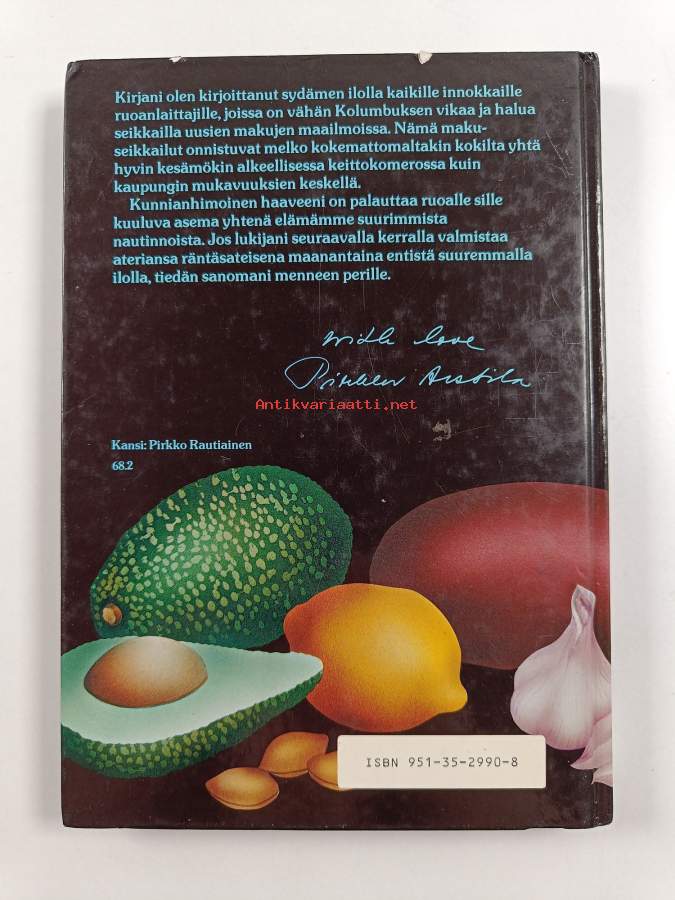 Kirjani olen kirjoittanut sydämen ilolla kaikille innokkaille
ruoanlaittajille, joissa on vähän Kolumbuksen vikaa ja halua
seikkailla uusien makujen maailmoissa. Nämä maku-
seikkailut onnistuvat melko kokemattomaltakin kokilta yhtä
hyvin kesämökin alkeellisessa keittokomerossa kuin
kaupungin mukavuuksien keskellä.
Kunnianhimoinen haaveeni on palauttaa ruoalle sille
kuuluva asema yhtenä elämämme suurimmista
nautinnoista. Jos lukijani seuraavalla kerralla valmistaa
ateriansa räntäsateisena maanantaina entistä suuremmalla
ilolla, tiedän sanomani menneen perille.
with love
Pirkko Arstila
Antikvariaatti.net
Kansi: Pirkko Rautiainen
68.2
ISBN 951-35-2990-8